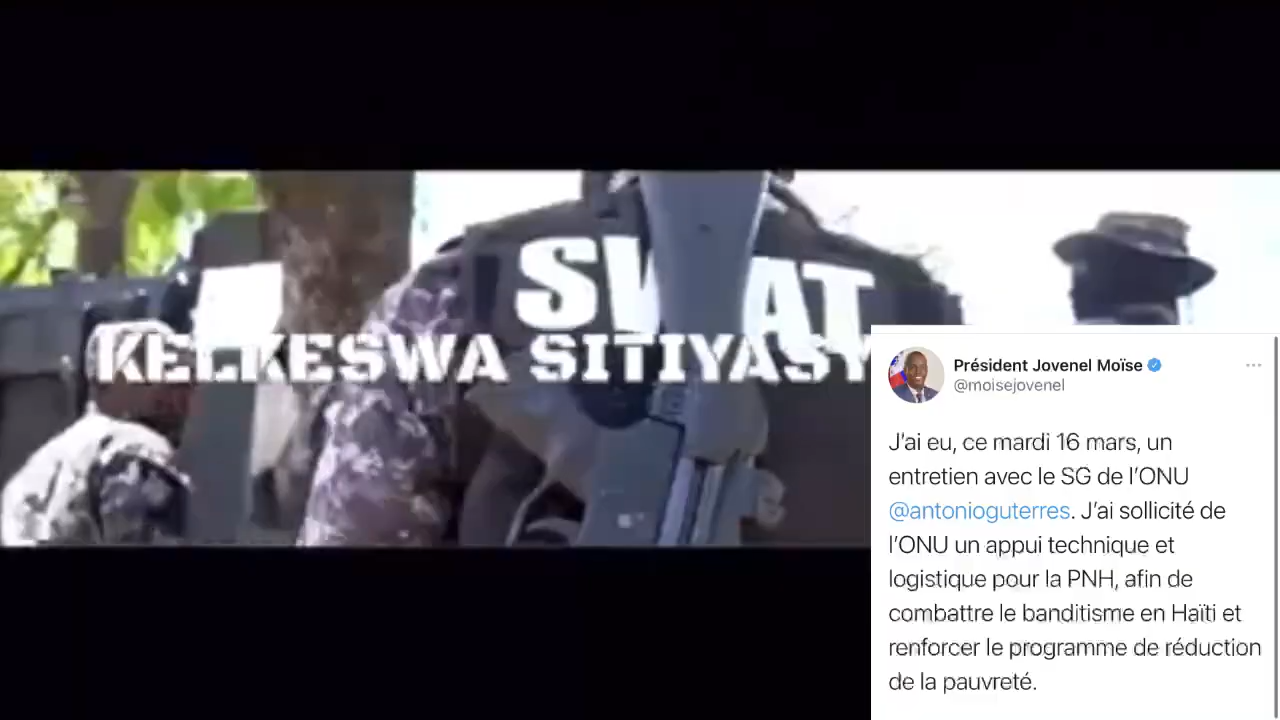 SWAT
KELKESWA SITIYASY
Président Jovenel Moïse
@moisejovenel
J'ai eu, ce mardi 16 mars, un
entretien avec le SG de l'ONU
@antonioguterres. J'ai sollicité de
l'ONU un appui technique et
logistique pour la PNH, afin de
combattre le banditisme en Haïti et
renforcer le programme de réduction
de la pauvreté.